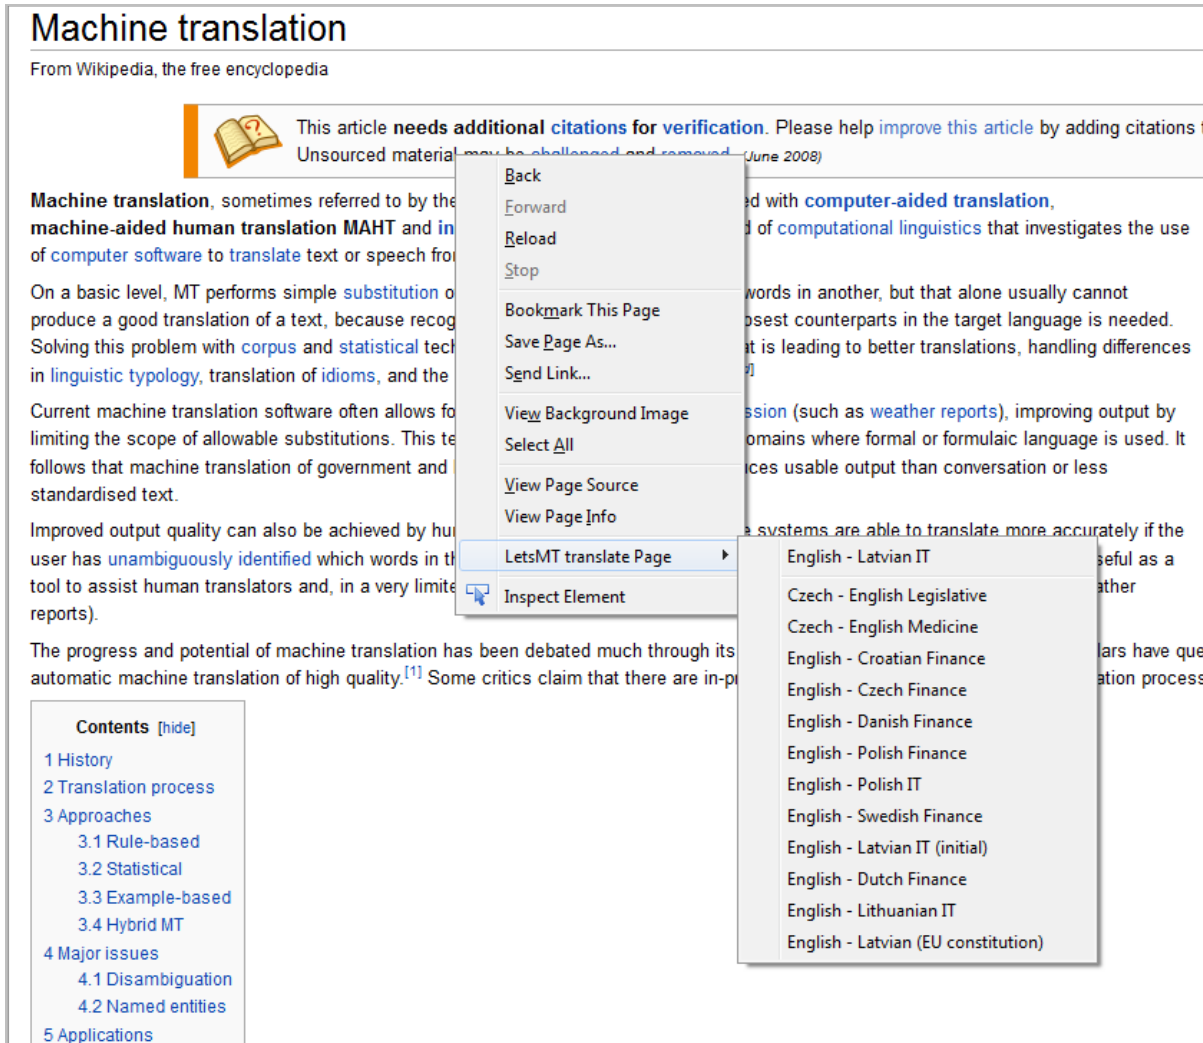 Machine translation
From Wikipedia, the free encyclopedia
This article needs additional citations for verification. Please help improve this article by adding citations
Unsourced material may be challenged and removed. (June 2008)
Machine translation, sometimes referred to by the ed with computer-aided translation,
machine-aided human translation MAHT and in d of computational linguistics that investigates the use
of computer software to translate text or speech fro
On a basic level, MT performs simple substitution o words in another, but that alone usually cannot
produce a good translation of a text, because recog osest counterparts in the target language is needed.
Solving this problem with corpus and statistical tech at is leading to better translations, handling differences
in linguistic typology, translation of idioms, and the
Current machine translation software often allows fo ssion (such as weather reports), improving output by
limiting the scope of allowable substitutions. This te omains where formal or formulaic language is used. It
follows that machine translation of government and uces usable output than conversation or less
standardised text.
Improved output quality can also be achieved by hu e systems are able to translate more accurately if the
user has unambiguously identified which words in th seful as a
tool to assist human translators and, in a very limite ather
reports).
The progress and potential of machine translation has been debated much through its lars have que
automatic machine translation of high quality.[1] Some critics claim that there are in-p ation process
Back
Forward
Reload
Stop
Bookmark This Page
Save Page As...
Send Link...
View Background Image
Select All
View Page Source
View Page Info
LetsMT translate Page
Inspect Element
English - Latvian IT
Czech - English Legislative
Czech - English Medicine
English - Croatian Finance
English - Czech Finance
English - Danish Finance
English - Polish Finance
English - Polish IT
English - Swedish Finance
English - Latvian IT (initial)
English - Dutch Finance
English - Lithuanian IT
English - Latvian (EU constitution)
Contents [hide]
1 History
2 Translation process
3 Approaches
3.1 Rule-based
3.2 Statistical
3.3 Example-based
3.4 Hybrid MT
4 Major issues
4.1 Disambiguation
4.2 Named entities
5 Applications